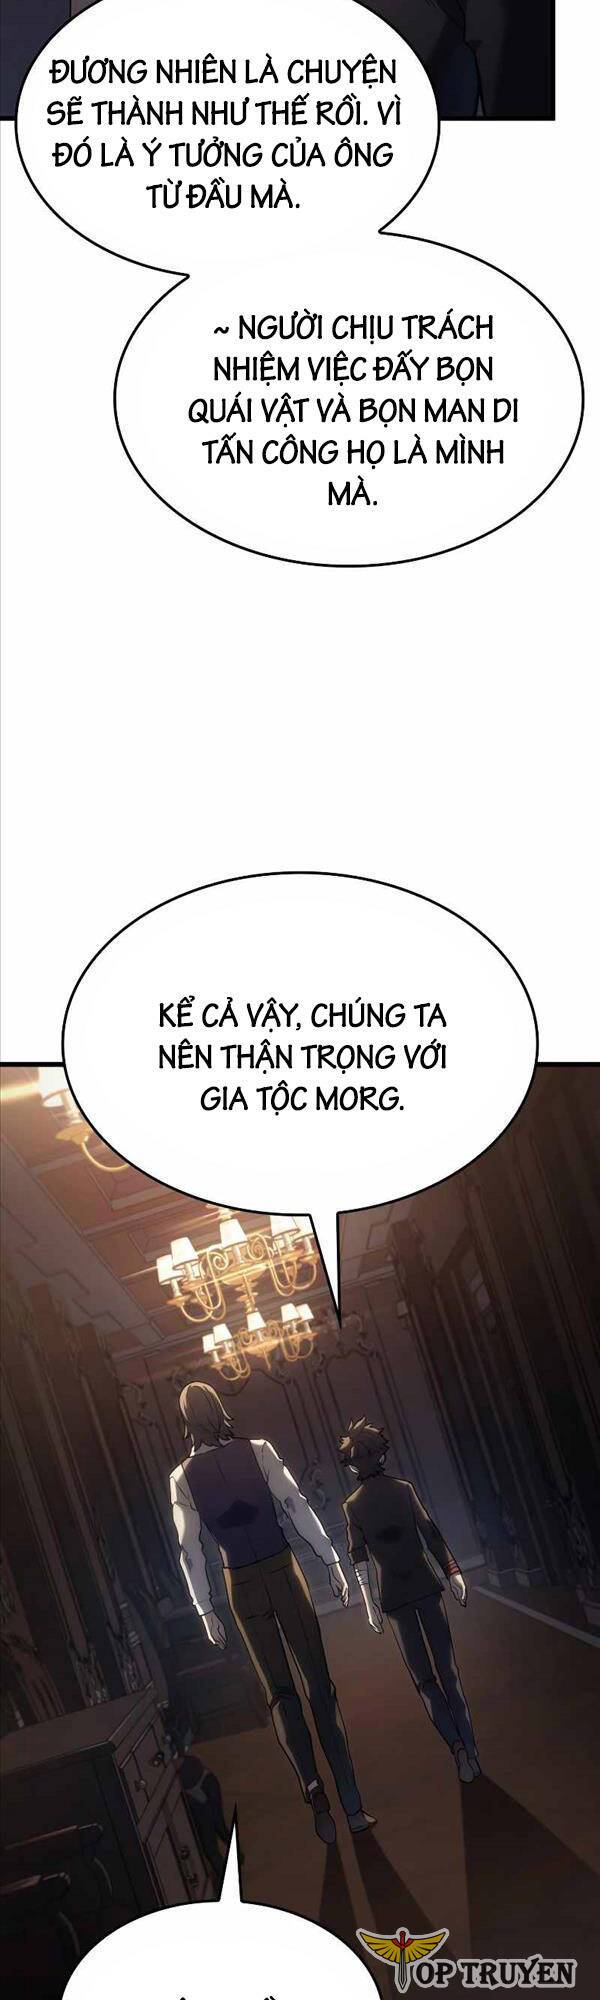 ĐƯƠNG NHIÊN LÀ CHUYỆN
SẼ THÀNH NHƯ THẾ RỒI. VÌ
ĐÓ LÀ Ý TƯỞNG CỦA ÔNG
TỪ ĐẦU MÀ.
~ NGƯỜI CHỊU TRÁCH
NHIỆM VIỆC ĐẨY BỌN
QUÁI VẬT VÀ BỌN MAN DI
TẤN CÔNG HỌ LÀ MÌNH
MÀ.
KỂ CẢ VẬY, CHÚNG TA
NÊN THẬN TRỌNG VỚI
GIA TỘC MORG.
TOP TRUYEN